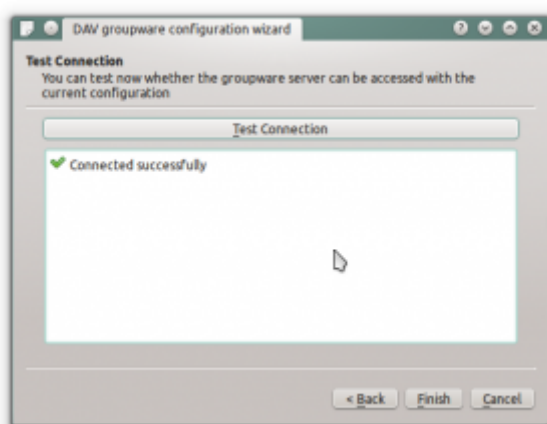 DAV groupware configuration wizard
Test Connection
You can test now whether the groupware server can be accessed with the
current configuration
Test Connection
Connected successfully
< Back
Finish
Cancel